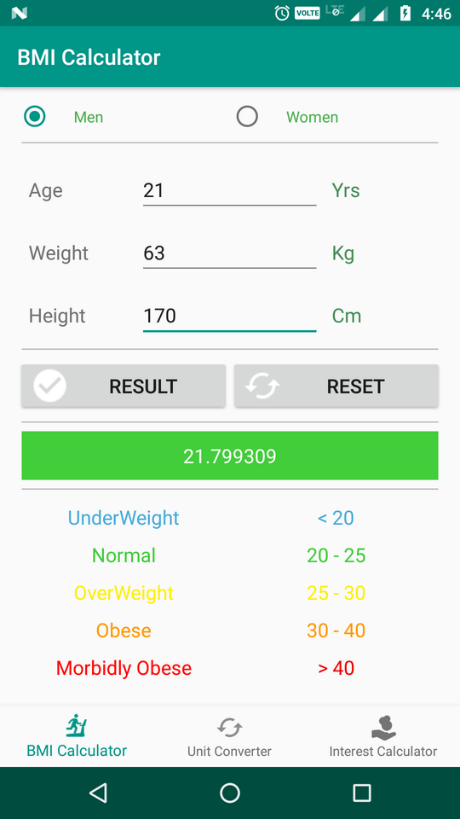 VOLTE LTE 4:46
BMI Calculator
Men Women
Age 21 Yrs
Weight 63 Kg
Height 170 Cm
RESULT RESET
21.799309
UnderWeight < 20
Normal 20 - 25
OverWeight 25 - 30
Obese 30 - 40
Morbidly Obese > 40
BMI Calculator Unit Converter Interest Calculator